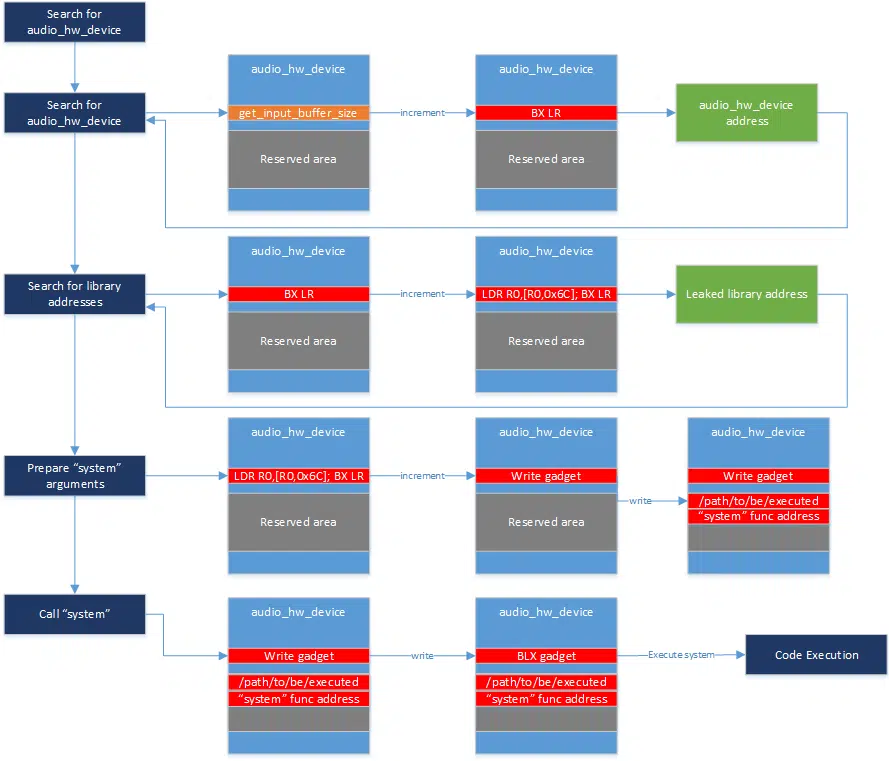 Search for
audio_hw_device
Search for
audio_hw_device
audio_hw_device
get_input_buffer_size
Reserved area
increment
audio_hw_device
BX LR
Reserved area
audio_hw_device
address
Search for library
addresses
audio_hw_device
BX LR
Reserved area
increment
audio_hw_device
LDR R0,[R0,0x6C]; BX LR
Reserved area
Leaked library address
Prepare “system”
arguments
audio_hw_device
LDR R0,[R0,0x6C]; BX LR
Reserved area
increment
audio_hw_device
Write gadget
Reserved area
write
audio_hw_device
Write gadget
/path/to/be/executed
“system” func address
Call “system”
audio_hw_device
Write gadget
/path/to/be/executed
“system” func address
write
audio_hw_device
BLX gadget
/path/to/be/executed
“system” func address
Execute system
Code Execution